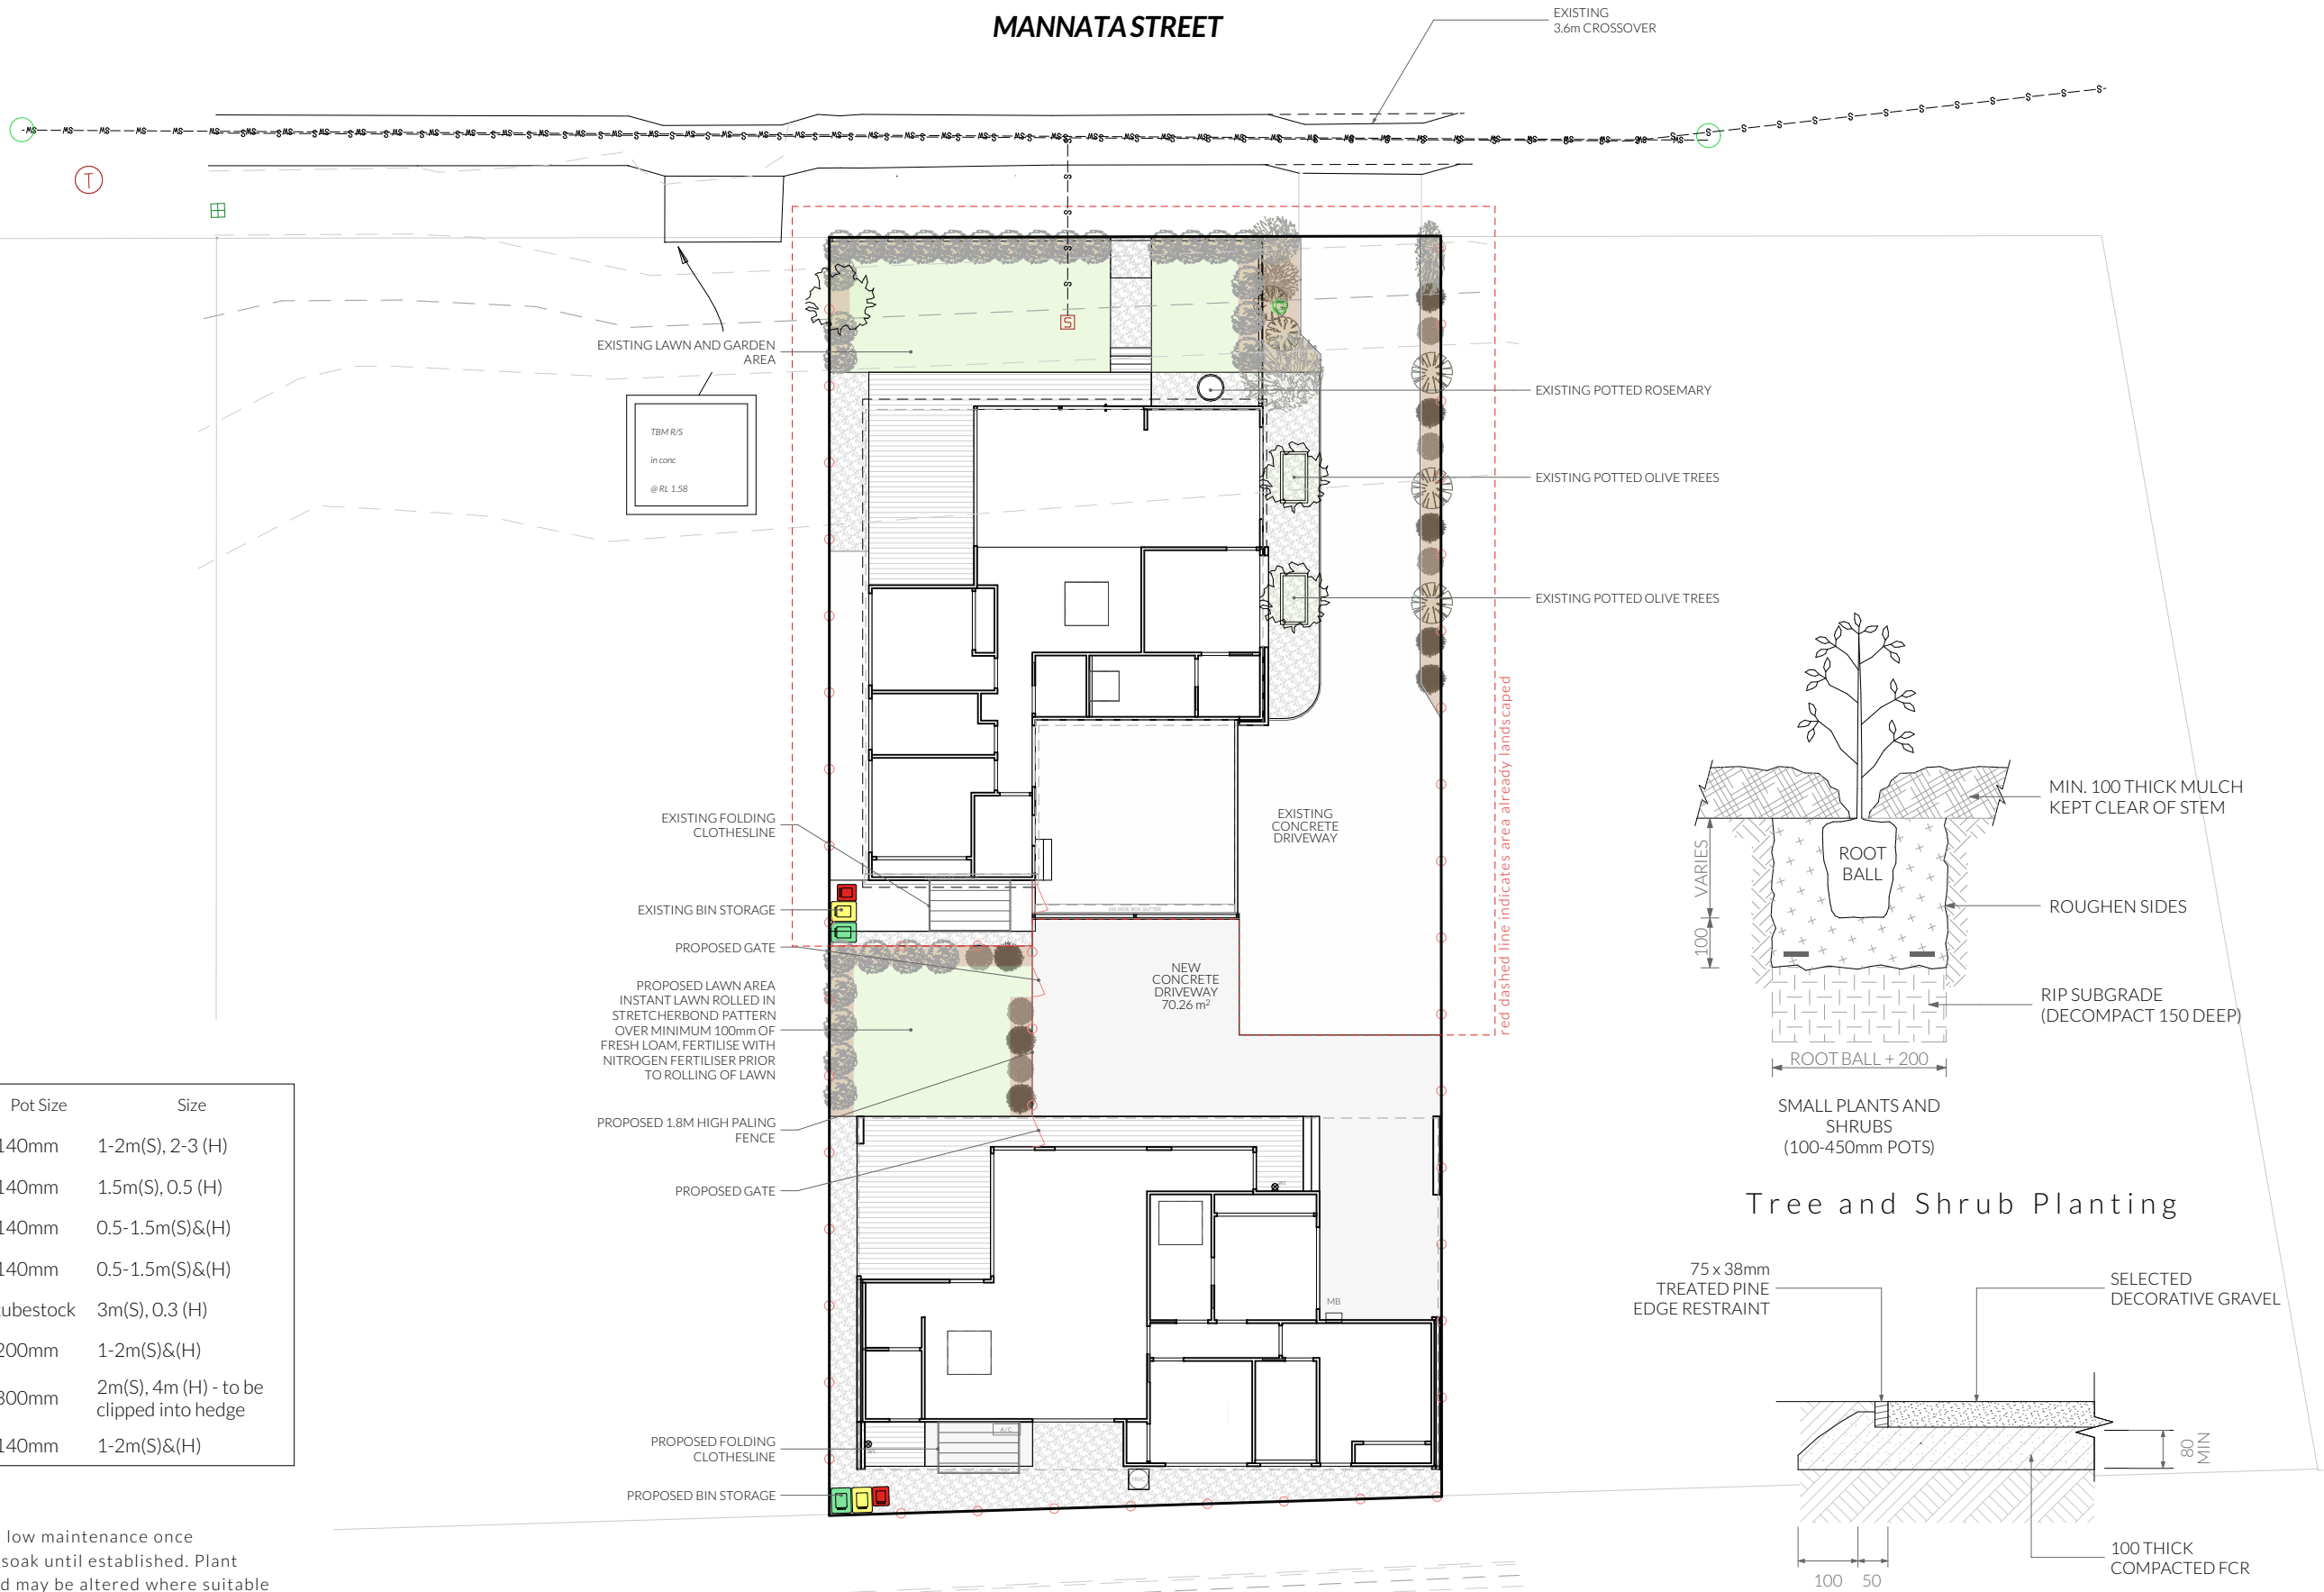 MANNATA STREET
EXISTING
3.6m CROSSOVER
T
S
EXISTING LAWN AND GARDEN
AREA
TBM R/S
in conc
@ RL 1.58
EXISTING POTTED ROSEMARY
EXISTING POTTED OLIVE TREES
EXISTING POTTED OLIVE TREES
red dashed line indicates area already landscaped
EXISTING FOLDING
CLOTHESLINE
EXISTING
CONCRETE
DRIVEWAY
EXISTING BIN STORAGE
PROPOSED GATE
NEW
CONCRETE
DRIVEWAY
70.26 m²
PROPOSED LAWN AREA
INSTANT LAWN ROLLED IN
STRETCHERBOND PATTERN
OVER MINIMUM 100mm OF
FRESH LOAM, FERTILISE WITH
NITROGEN FERTILISER PRIOR
TO ROLLING OF LAWN
PROPOSED 1.8M HIGH PALING
FENCE
PROPOSED GATE
MB
A/C
PROPOSED FOLDING
CLOTHESLINE
PROPOSED BIN STORAGE
Pot Size Size
140mm 1-2m(S), 2-3 (H)
140mm 1.5m(S), 0.5 (H)
140mm 0.5-1.5m(S)&(H)
140mm 0.5-1.5m(S)&(H)
tubestock 3m(S), 0.3 (H)
200mm 1-2m(S)&(H)
300mm 2m(S), 4m (H) - to be
clipped into hedge
140mm 1-2m(S)&(H)
low maintenance once
soak until established. Plant
d may be altered where suitable
MIN. 100 THICK MULCH
KEPT CLEAR OF STEM
ROOT
BALL
VARIES
100
ROUGHEN SIDES
RIP SUBGRADE
(DECOMPACT 150 DEEP)
ROOT BALL + 200
SMALL PLANTS AND
SHRUBS
(100-450mm POTS)
Tree and Shrub Planting
75 x 38mm
TREATED PINE
EDGE RESTRAINT
SELECTED
DECORATIVE GRAVEL
80
MIN
100 THICK
COMPACTED FCR
100 50